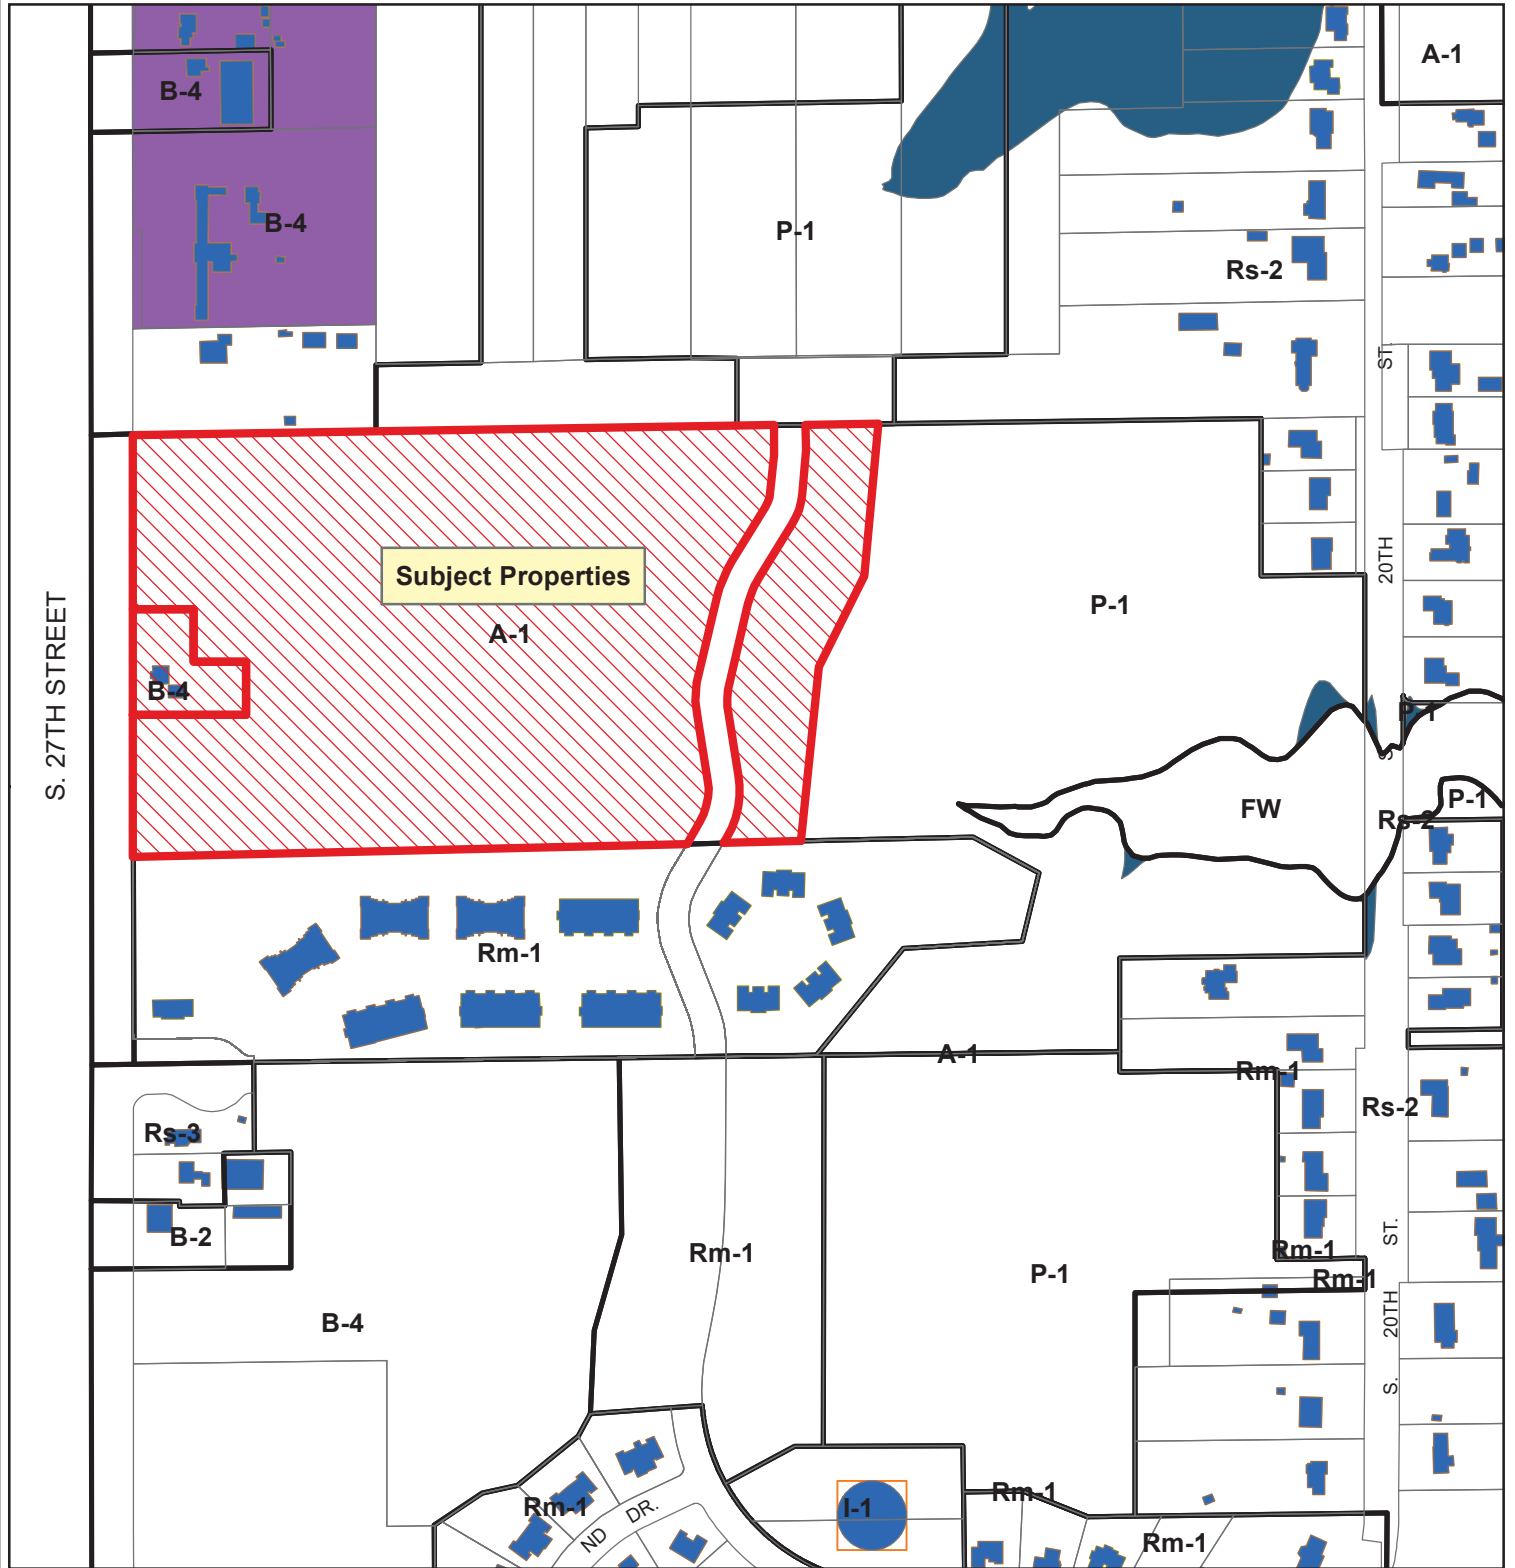 A-1
B-4
B-4
P-1
Rs-2
ST.
20TH
S.
Subject Properties
A-1
P-1
B-4
S. 27TH STREET
P-1
P-1
FW
Rs-2
Rm-1
A-1
Rm-1
Rs-2
Rs-3
B-2
Rm-1
P-1
Rm-1
Rm-1
ST.
20TH
S.
B-4
Rm-1
ND DR.
I-1
Rm-1
Rm-1